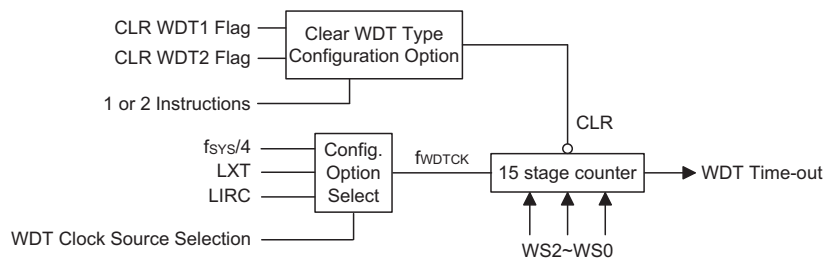 CLR WDT1 Flag
CLR WDT2 Flag
Clear WDT Type
Configuration Option
1 or 2 Instructions
CLR
fSYS/4
LXT
LIRC
Config.
Option
Select
fWDTCK
15 stage counter
WDT Time-out
WDT Clock Source Selection
WS2~WS0